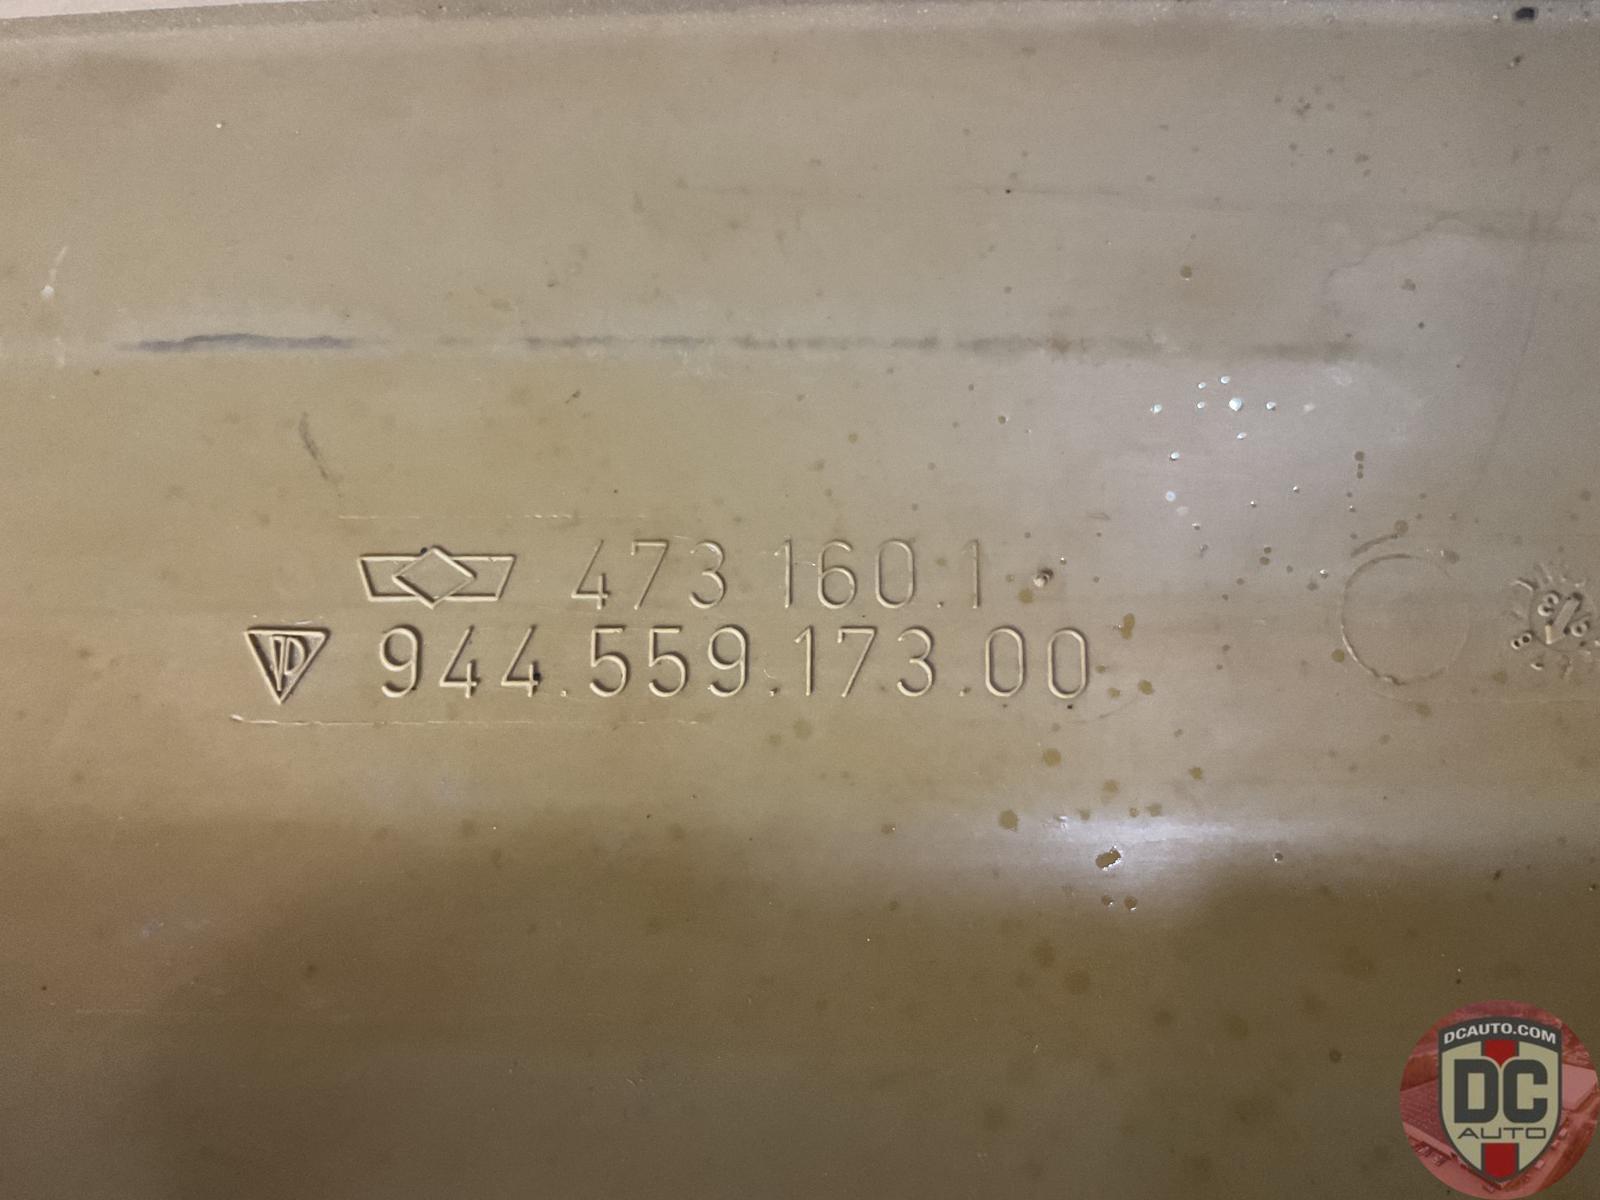 473 160.1
944.559.173.00
DCAUTO.COM
DC
AUTO